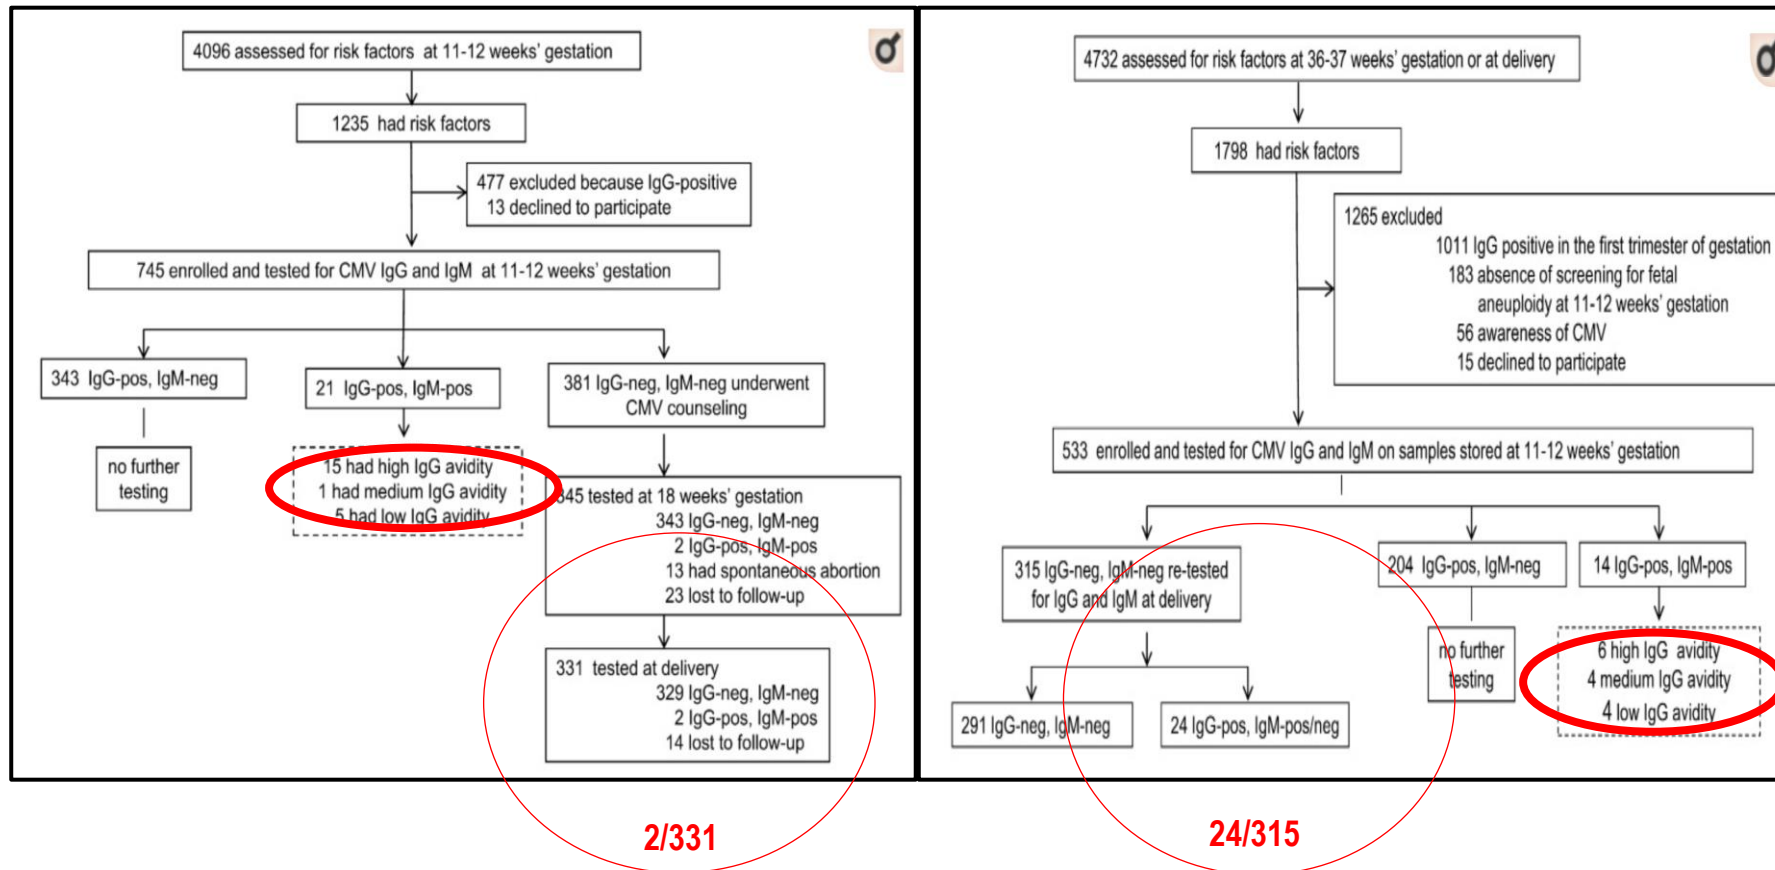 4096 assessed for risk factors at 11-12 weeks' gestation
1235 had risk factors
477 excluded because IgG-positive
13 declined to participate
745 enrolled and tested for CMV IgG and IgM at 11-12 weeks' gestation
343 IgG-pos, IgM-neg
21 IgG-pos, IgM-pos
381 IgG-neg, IgM-neg underwent
CMV counseling
no further
testing
15 had high IgG avidity
1 had medium IgG avidity
5 had low IgG avidity
345 tested at 18 weeks' gestation
343 IgG-neg, IgM-neg
2 IgG-pos, IgM-pos
13 had spontaneous abortion
23 lost to follow-up
331 tested at delivery
329 IgG-neg, IgM-neg
2 IgG-pos, IgM-pos
14 lost to follow-up
2/331
4732 assessed for risk factors at 36-37 weeks' gestation or at delivery
1798 had risk factors
1265 excluded
1011 IgG positive in the first trimester of gestation
183 absence of screening for fetal
aneuploidy at 11-12 weeks' gestation
56 awareness of CMV
15 declined to participate
533 enrolled and tested for CMV IgG and IgM on samples stored at 11-12 weeks' gestation
315 IgG-neg, IgM-neg re-tested
for IgG and IgM at delivery
204 IgG-pos, IgM-neg
14 IgG-pos, IgM-pos
no further
testing
6 high IgG avidity
4 medium IgG avidity
4 low IgG avidity
291 IgG-neg, IgM-neg
24 IgG-pos, IgM-pos/neg
24/315